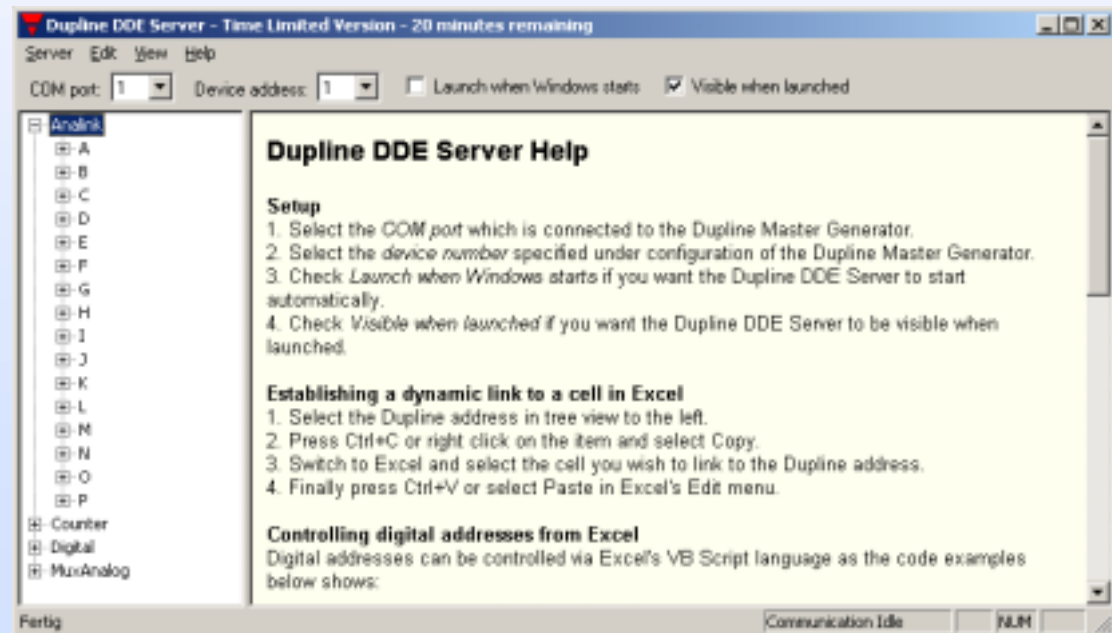 Dupline DDE Server - Time Limited Version - 20 minutes remaining
Server Edit View Help
COM port: 1 Device address: 1 Launch when Windows starts Visible when launched
Analink
A
B
C
D
E
F
G
H
I
J
K
L
M
N
O
P
Counter
Digital
MuxAnalog
Dupline DDE Server Help
Setup
1. Select the COM port which is connected to the Dupline Master Generator.
2. Select the device number specified under configuration of the Dupline Master Generator.
3. Check Launch when Windows starts if you want the Dupline DDE Server to start
automatically.
4. Check Visible when launched if you want the Dupline DDE Server to be visible when
launched.
Establishing a dynamic link to a cell in Excel
1. Select the Dupline address in tree view to the left.
2. Press Ctrl+C or right click on the item and select Copy.
3. Switch to Excel and select the cell you wish to link to the Dupline address.
4. Finally press Ctrl+V or select Paste in Excel's Edit menu.
Controlling digital addresses from Excel
Digital addresses can be controlled via Excel's VB Script language as the code examples
below shows:
Fertig Communication Idle NUM